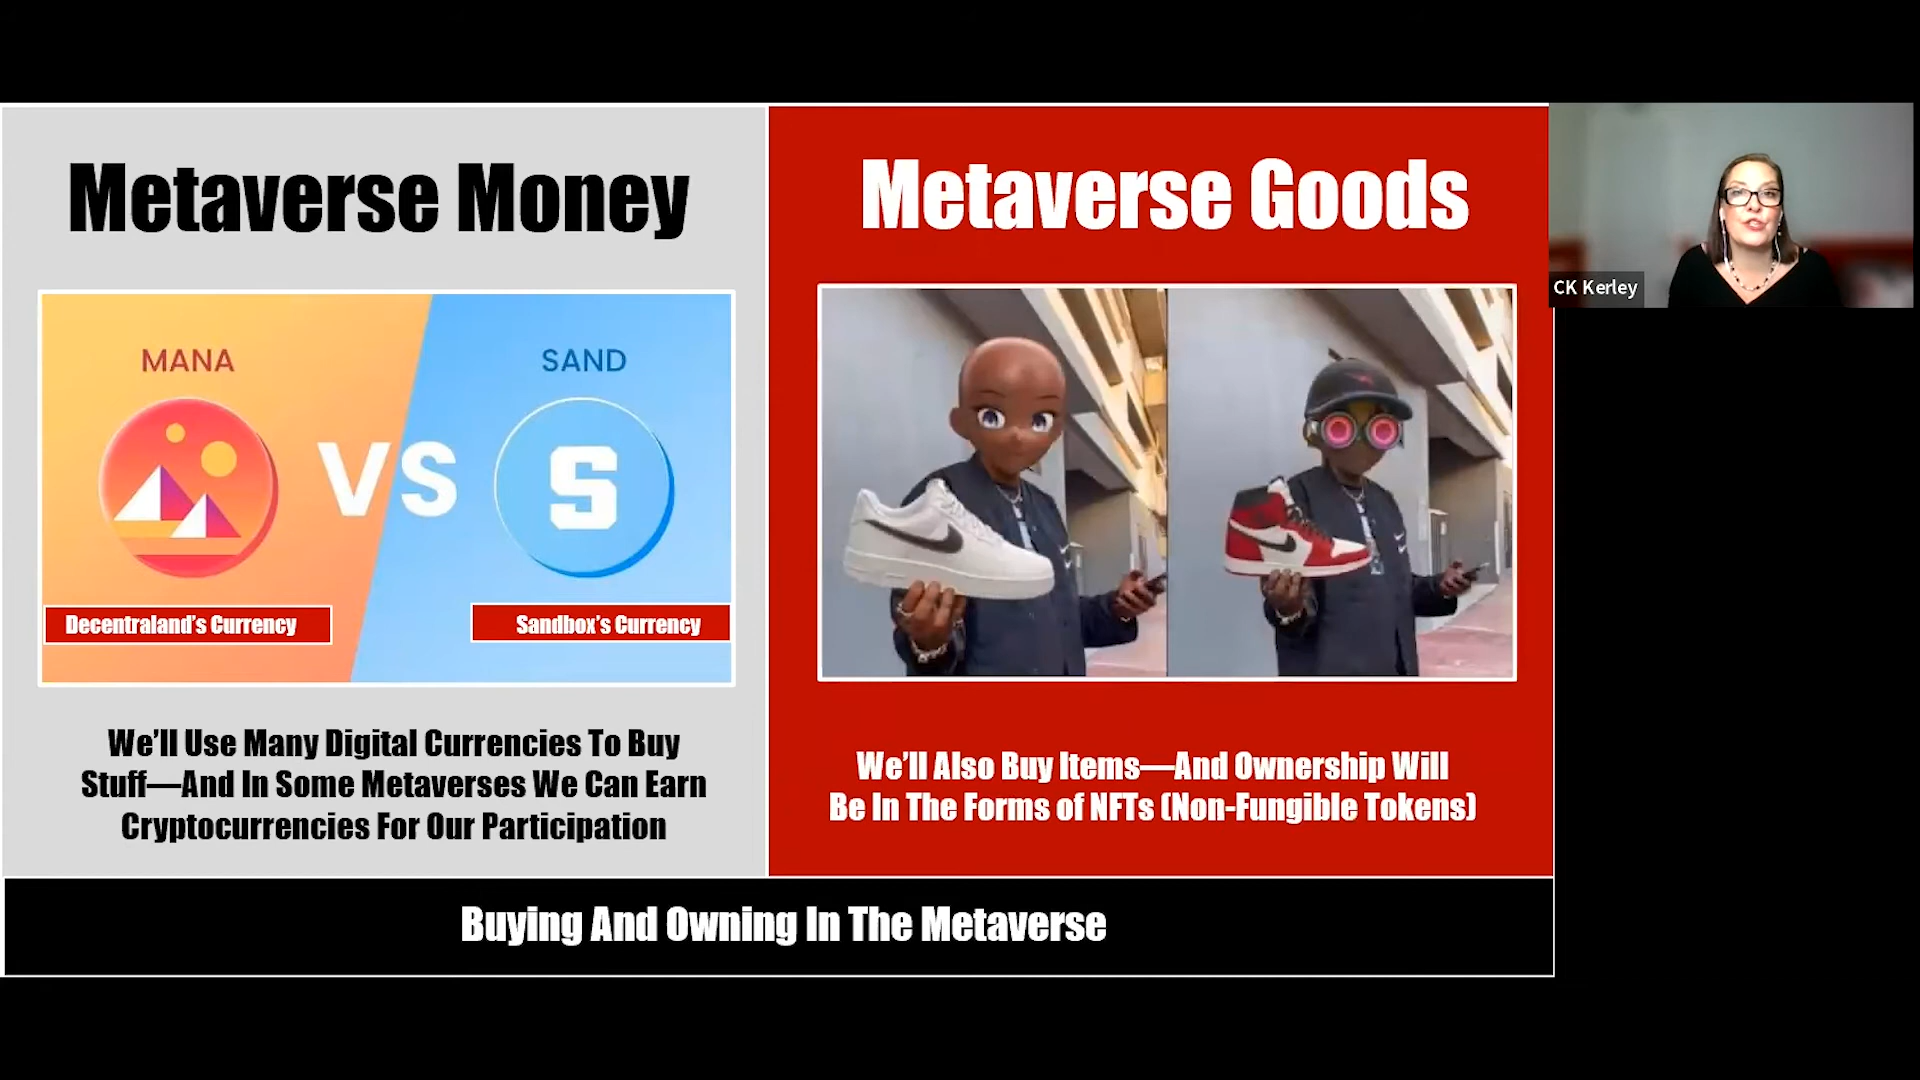 Metaverse Money
MANA
SAND
VS
S
Decentraland's Currency
Sandbox's Currency
We'll Use Many Digital Currencies To Buy
Stuff—And In Some Metaverses We Can Earn
Cryptocurrencies For Our Participation
Metaverse Goods
We'll Also Buy Items—And Ownership Will
Be In The Forms of NFTs (Non-Fungible Tokens)
CK Kerley
Buying And Owning In The Metaverse